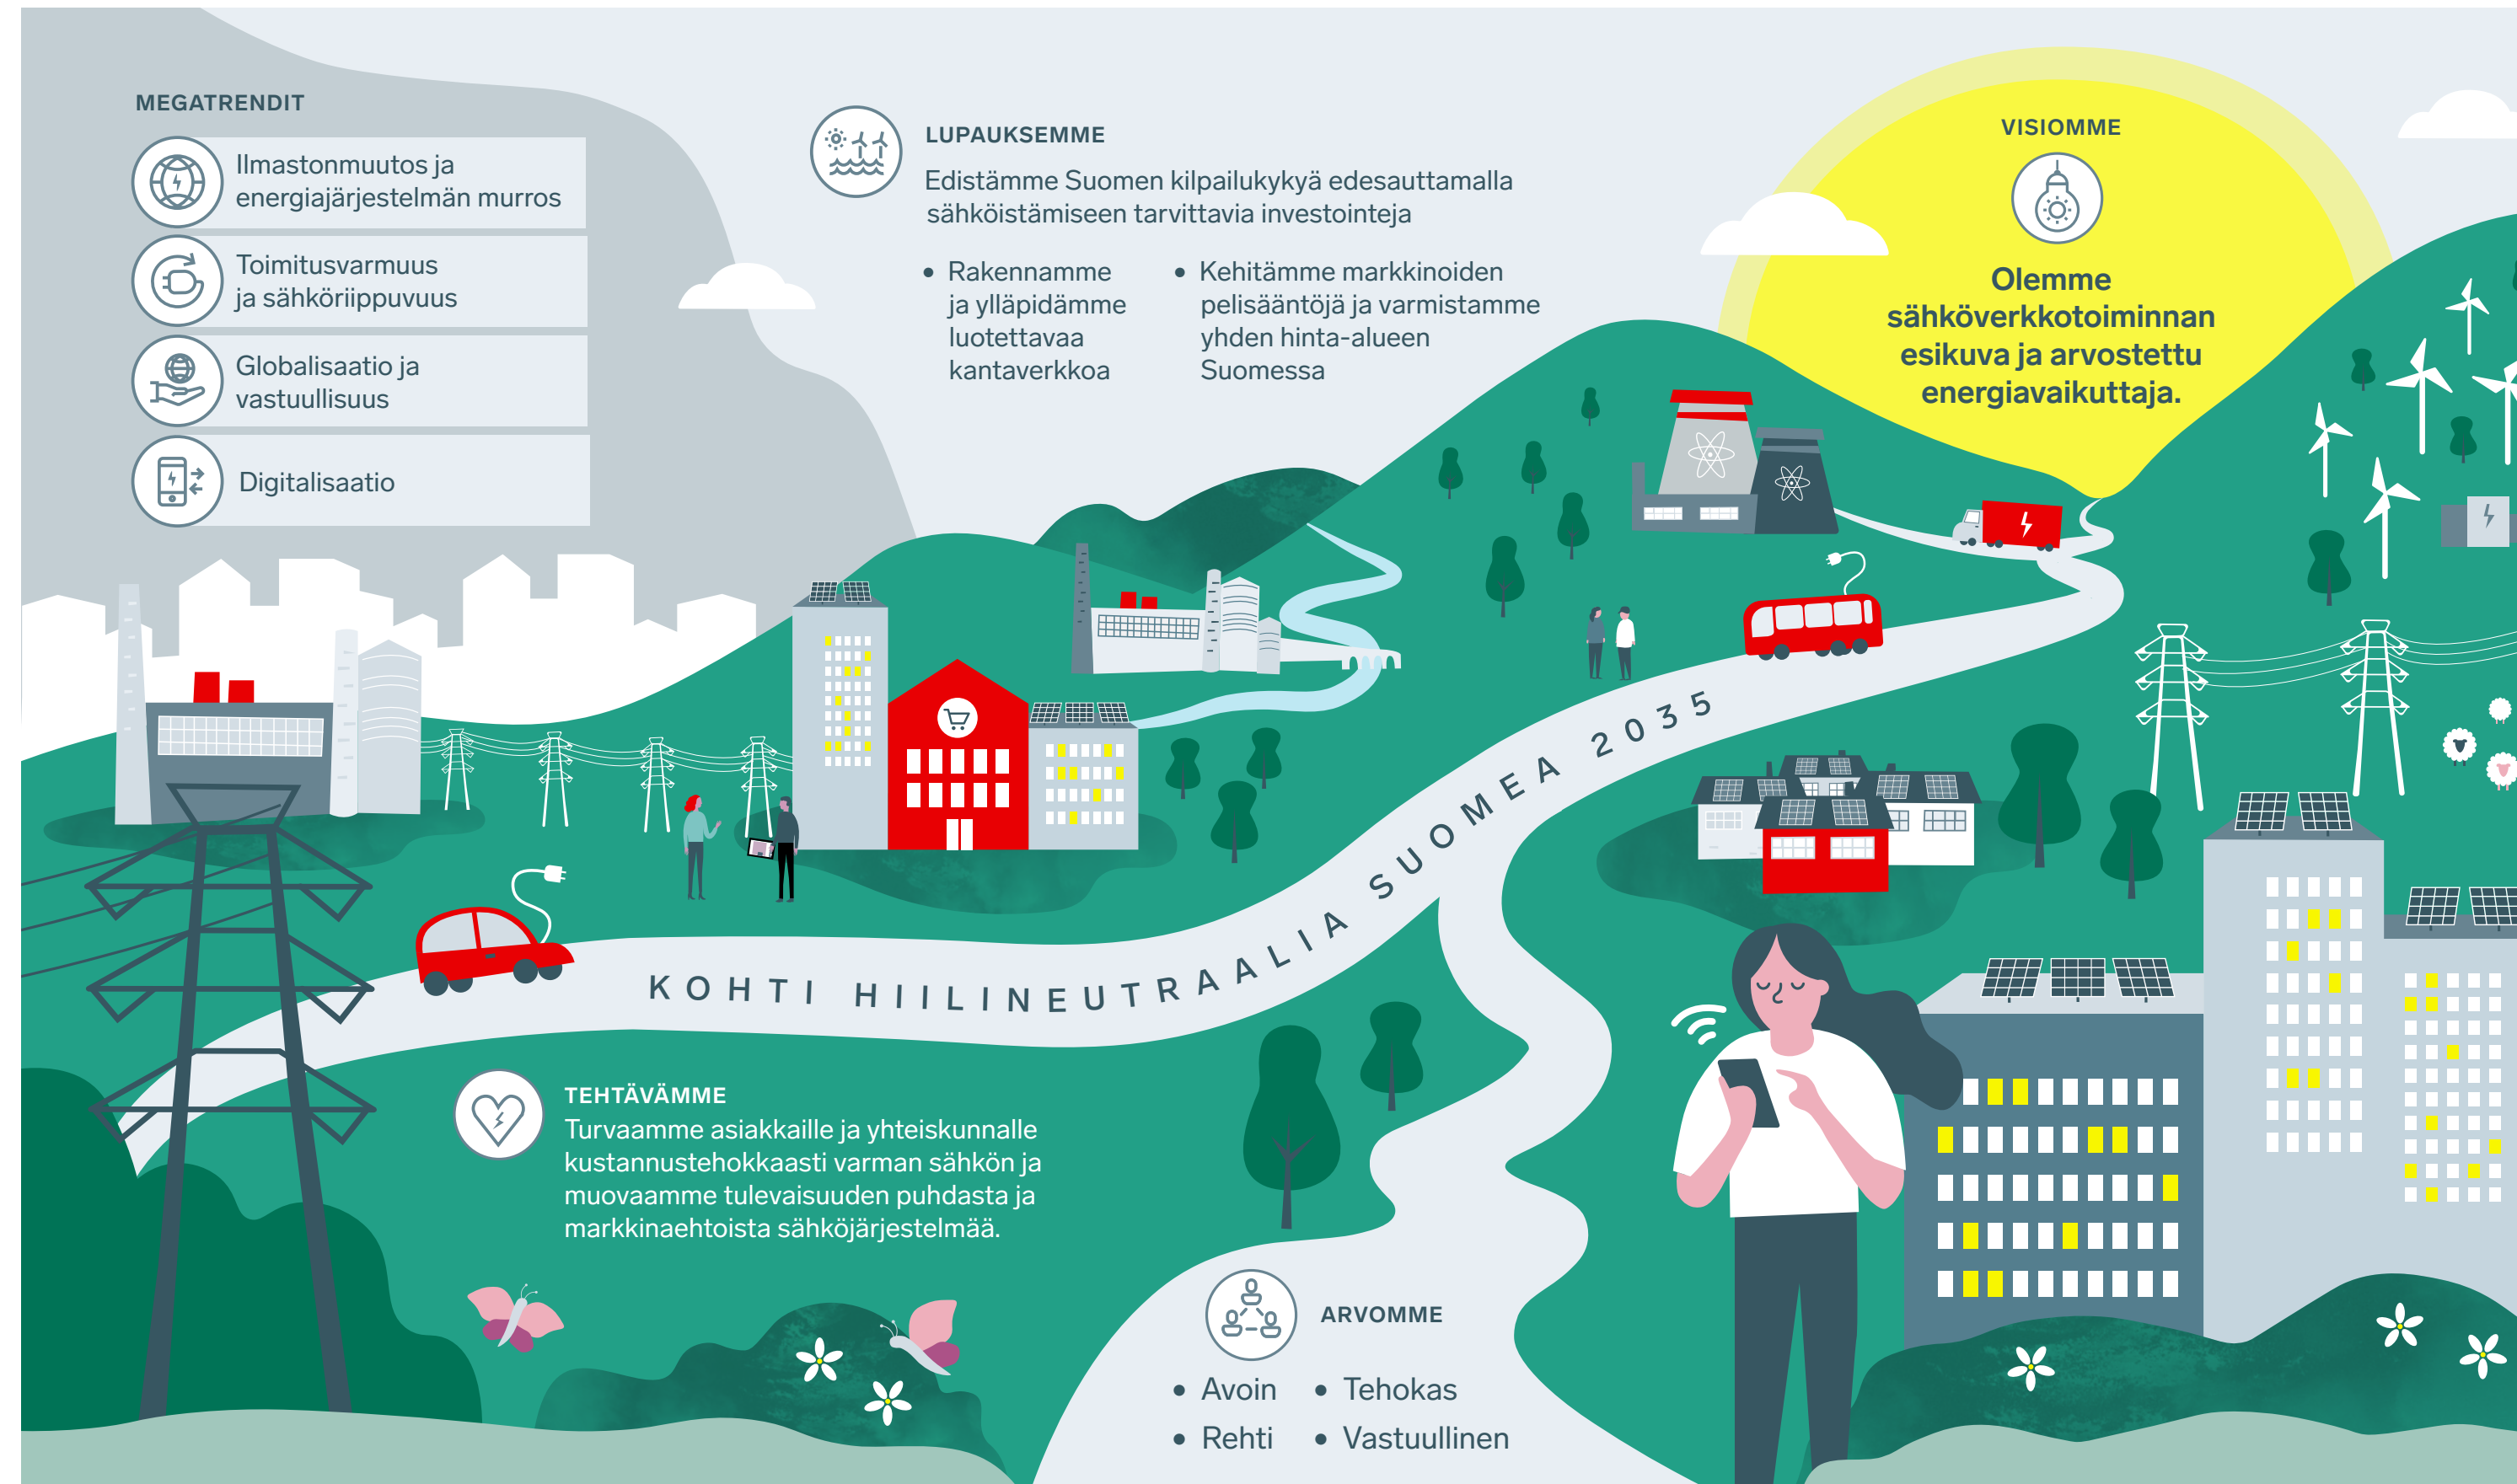 MEGATRENDIT
Ilmastonmuutos ja
energiajärjestelmän murros
Toimitusvarmuus
ja sähköriippuvuus
Globalisaatio ja
vastuullisuus
Digitalisaatio
LUPAUKSEMME
Edistämme Suomen kilpailukykyä edesauttamalla
sähköistämiseen tarvittavia investointeja
• Rakennamme
ja ylläpidämme
luotettavaa
kantaverkkoa
• Kehitämme markkinoiden
pelisääntöjä ja varmistamme
yhden hinta-alueen
Suomessa
VISIOMME
Olemme
sähköverkkotoiminnan
esikuva ja arvostettu
energiavaikuttaja.
KOHTI HIILINEUTRAALIA SUOMEA 2035
TEHTÄVÄMME
Turvaamme asiakkaille ja yhteiskunnalle
kustannustehokkaasti varman sähkön ja
muovaamme tulevaisuuden puhdasta ja
markkinaehtoista sähköjärjestelmää.
ARVOMME
• Avoin
• Tehokas
• Rehti
• Vastuullinen